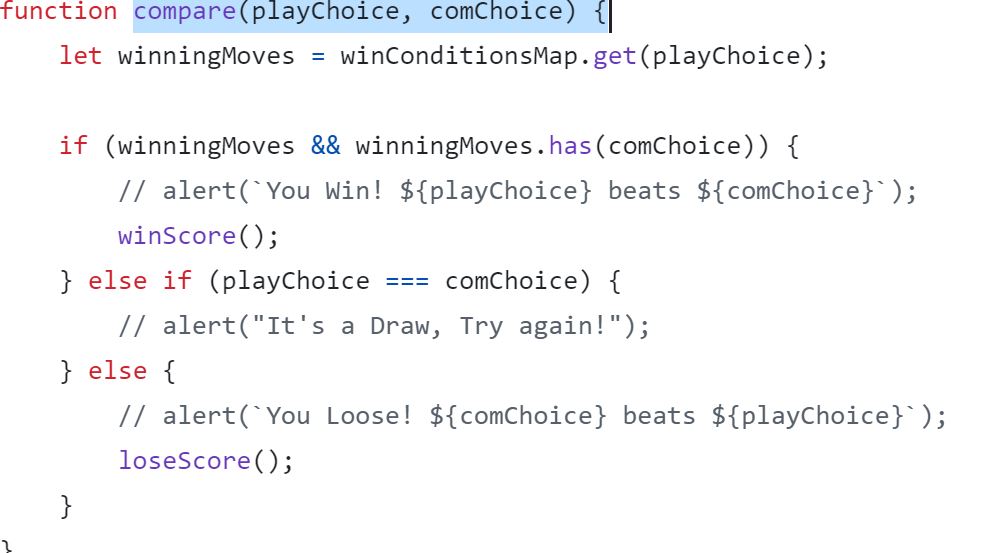 function compare(playChoice, comChoice) {
    let winningMoves = winConditionsMap.get(playChoice);

    if (winningMoves && winningMoves.has(comChoice)) {
        // alert(`You Win! ${playChoice} beats ${comChoice}`);
        winScore();
    } else if (playChoice === comChoice) {
        // alert("It's a Draw, Try again!");
    } else {
        // alert(`You Loose! ${comChoice} beats ${playChoice}`);
        loseScore();
    }
}